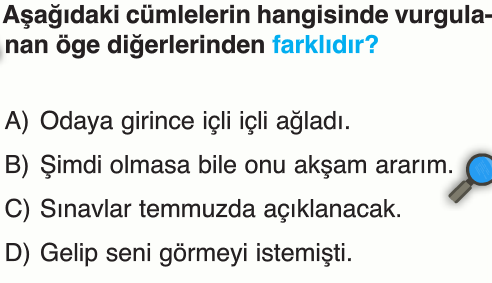 Aşağıdaki cümlelerin hangisinde vurgula-
nan öge diğerlerinden farklıdır?
A) Odaya girince içli içli ağladı.
B) Şimdi olmasa bile onu akşam ararım.
C) Sınavlar temmuzda açıklanacak.
D) Gelip seni görmeyi istemişti.